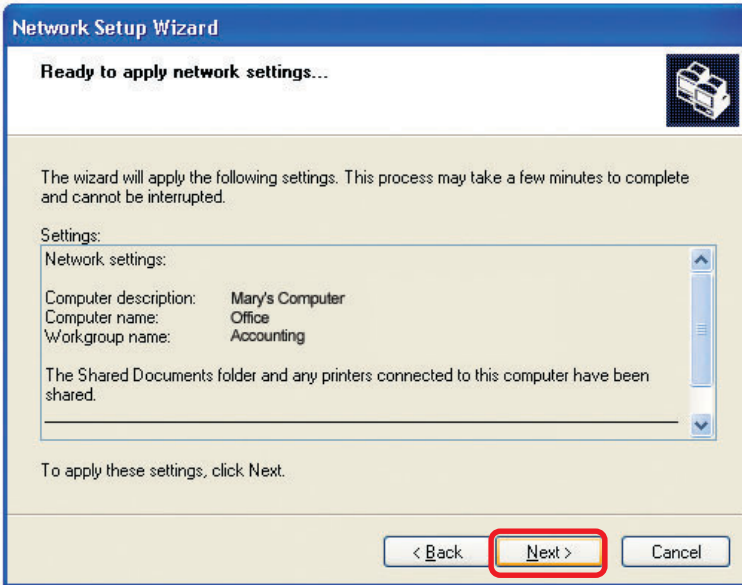 Network Setup Wizard
Ready to apply network settings...
The wizard will apply the following settings. This process may take a few minutes to complete
and cannot be interrupted.
Settings:
Network settings:
Computer description: Mary's Computer
Computer name: Office
Workgroup name: Accounting
The Shared Documents folder and any printers connected to this computer have been
shared.
To apply these settings, click Next.
< Back Next > Cancel